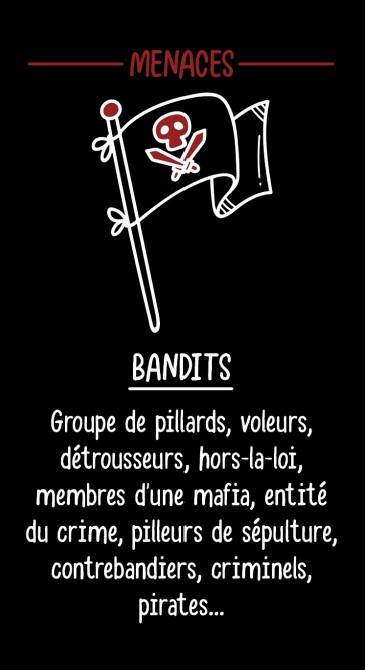 MENACES
BANDITS
Groupe de pillards, voleurs,
détrousseurs, hors-la-loi,
membres d'une mafia, entité
du crime, pilleurs de sépulture,
contrebandiers, criminels,
pirates...